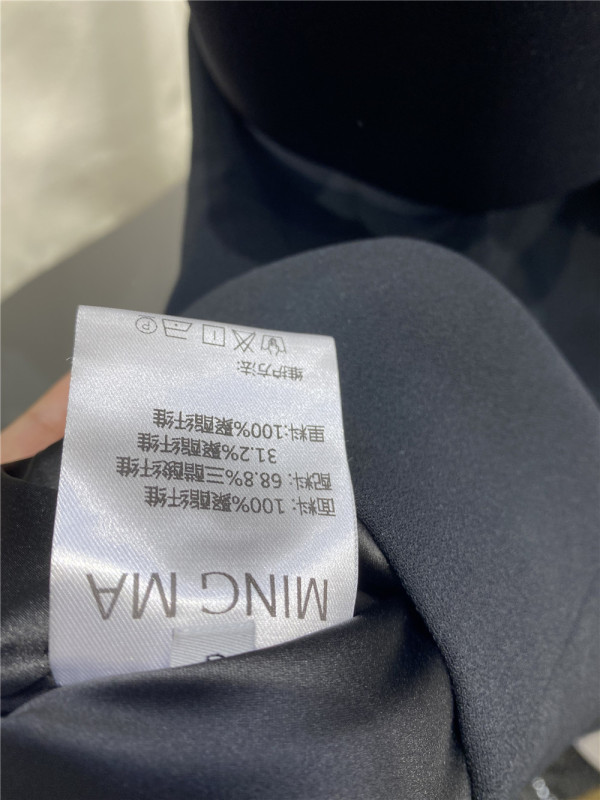 MING MA
面料: 100%聚酯纤维
配料: 68.8%三醋酸纤维
31.2%聚酯纤维
里料:100%聚酯纤维
维护方法: